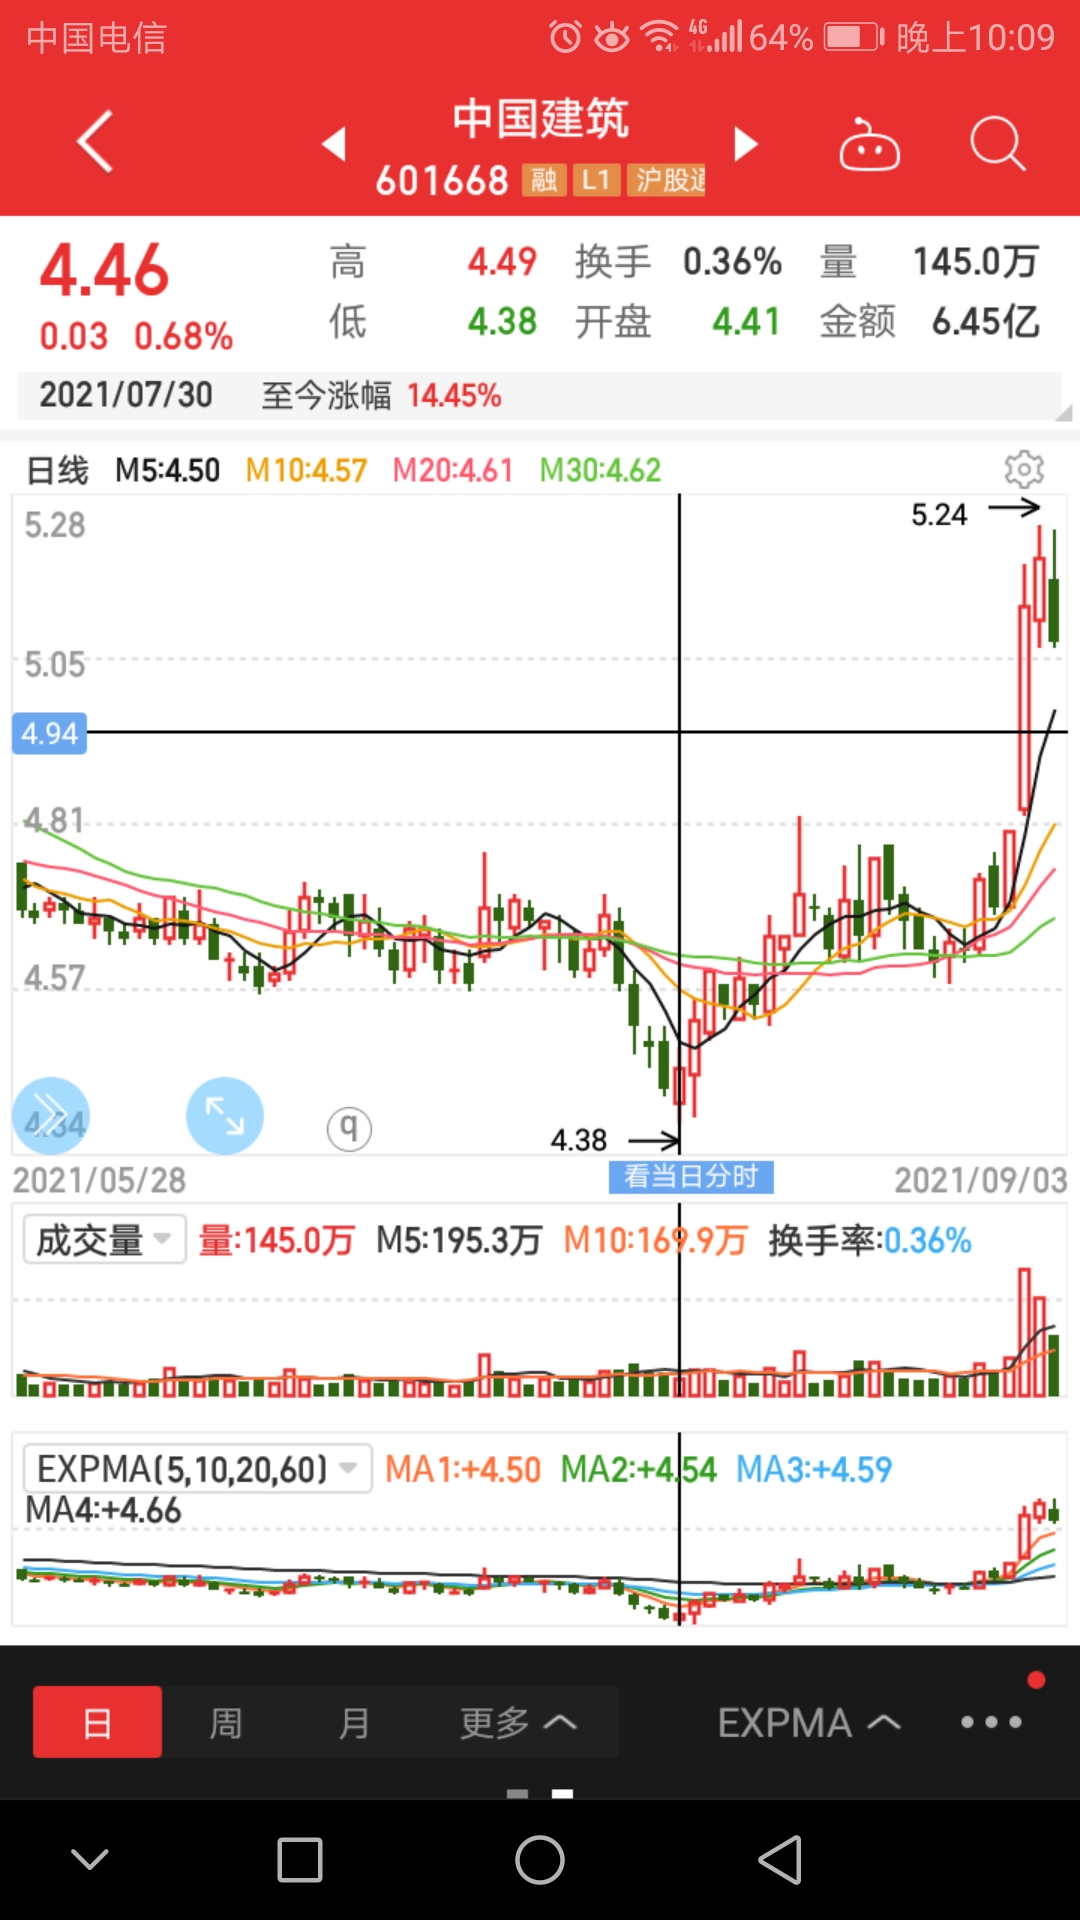 中国电信 4G 64% 晚上10:09
中国建筑
601668 融 L1 沪股通
4.46 高 4.49 换手 0.36% 量 145.0万
0.03 0.68% 低 4.38 开盘 4.41 金额 6.45亿
2021/07/30 至今涨幅 14.45%
日线 M5:4.50 M10:4.57 M20:4.61 M30:4.62
5.24
5.28
5.05
4.94
4.81
4.57
4.34
q
4.38
2021/05/28 看当日分时 2021/09/03
成交量 量:145.0万 M5:195.3万 M10:169.9万 换手率:0.36%
EXPMA(5,10,20,60) MA1:+4.50 MA2:+4.54 MA3:+4.59
MA4:+4.66
日 周 月 更多 EXPMA